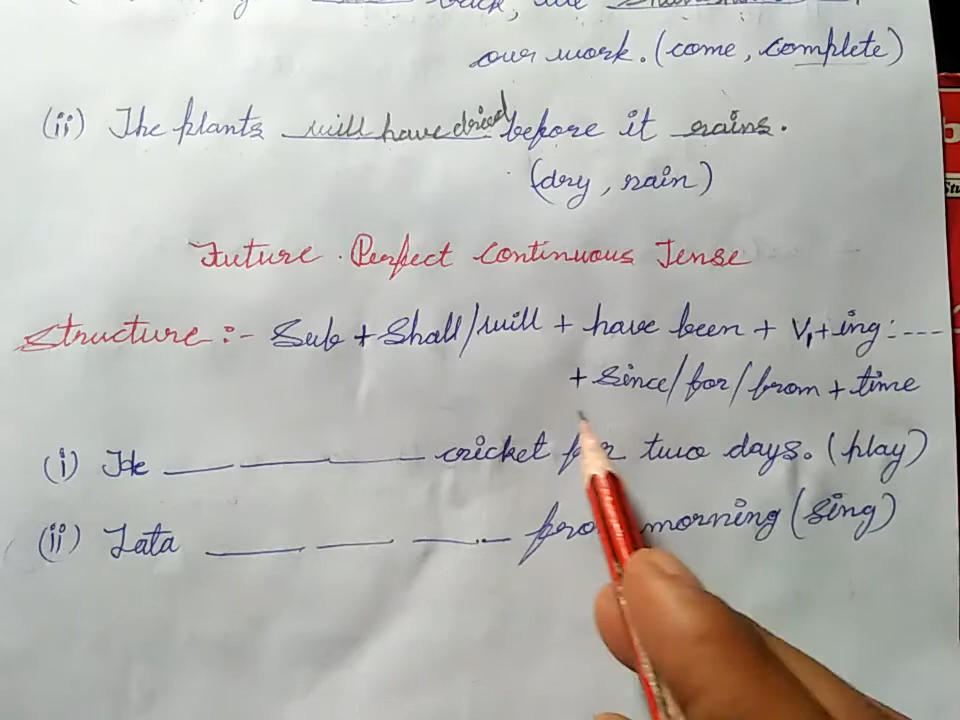 back, we
our work. (come, complete)
(ii) The plants will have dried before it rains.
(dry, rain)
Future Perfect Continuous Tense
Structure :- Sub + Shall/will + have been + V1+ing : ---
+ since/for/from + time
(i) He ___ ___ ___ cricket for two days. (play)
(ii) Lata ___ ___ ___ from morning (sing)